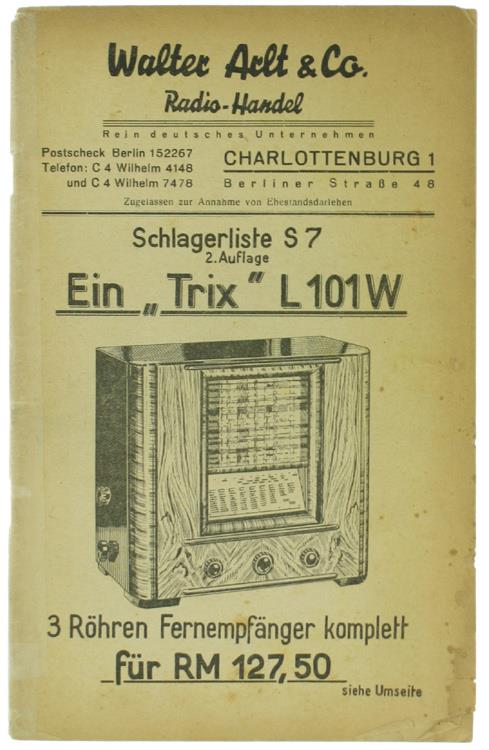 Walter Arlt & Co.
Radio-Handel
Rein deutsches Unternehmen
Postscheck Berlin 152267
Telefon: C 4 Wilhelm 4148
und C 4 Wilhelm 7478
CHARLOTTENBURG 1
Berliner Straße 48
Zugelassen zur Annahme von Ehestandsdarlehen
Schlagerliste S 7
2. Auflage
Ein „Trix“ L 101 W
3 Röhren Fernempfänger komplett
für RM 127,50
siehe Umseite